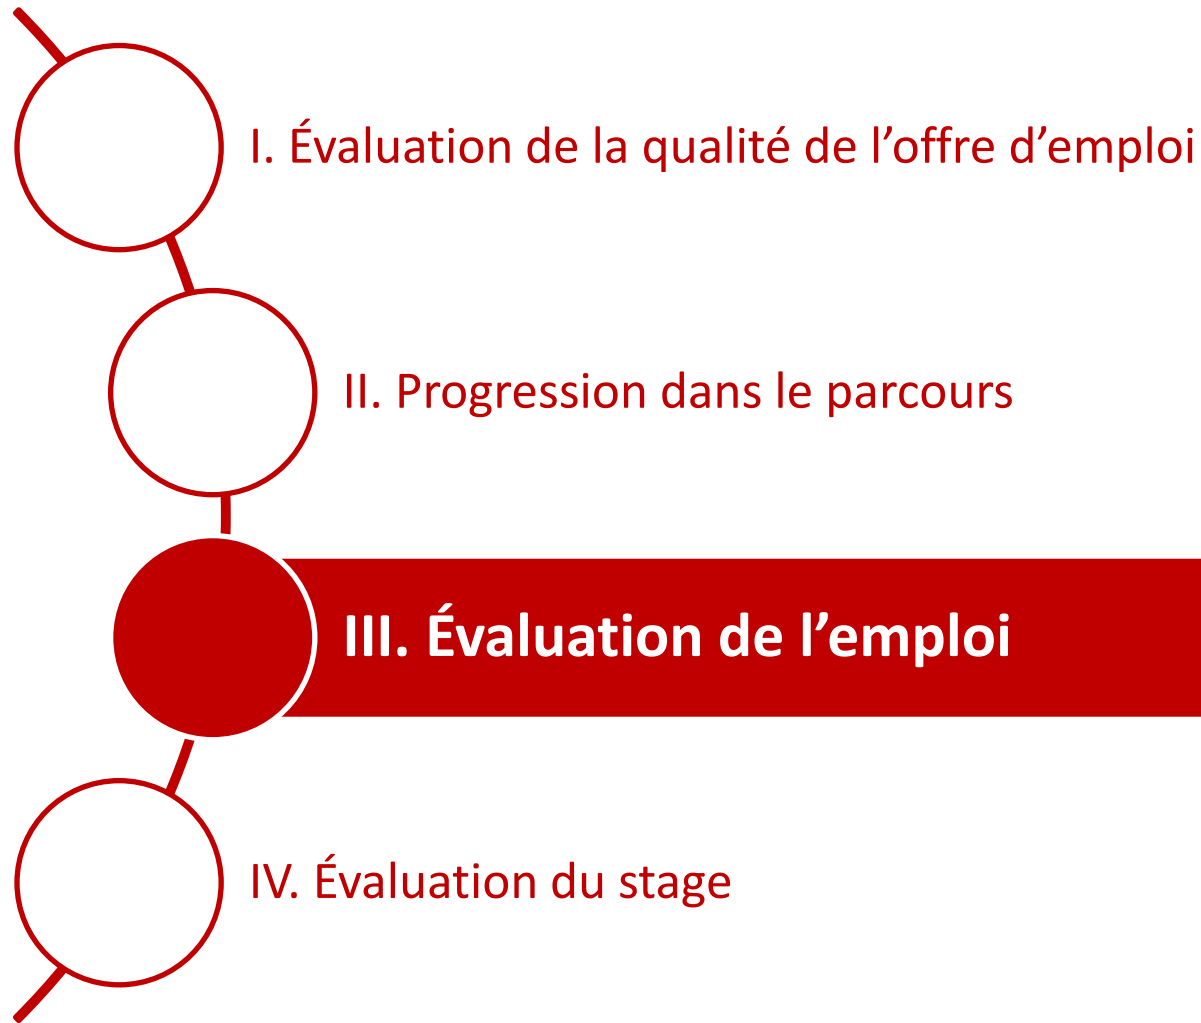 I. Évaluation de la qualité de l’offre d’emploi
II. Progression dans le parcours
III. Évaluation de l’emploi
IV. Évaluation du stage